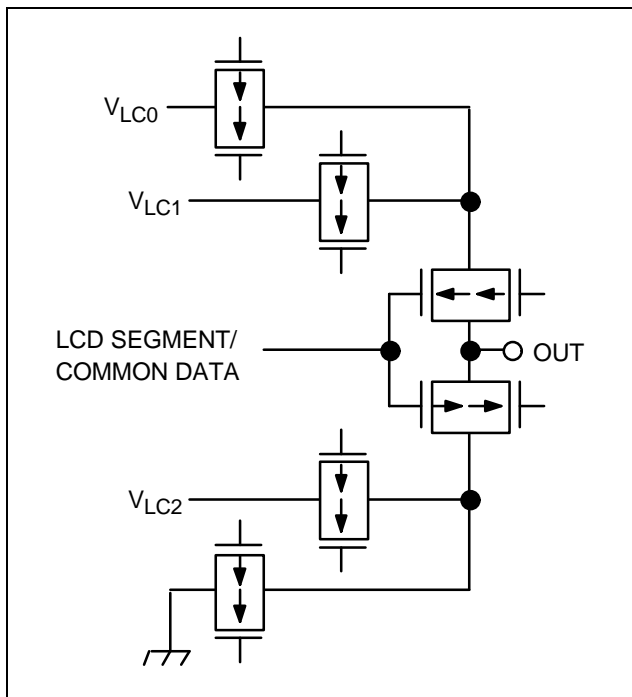 VLC0
VLC1
LCD SEGMENT/
COMMON DATA
OUT
VLC2